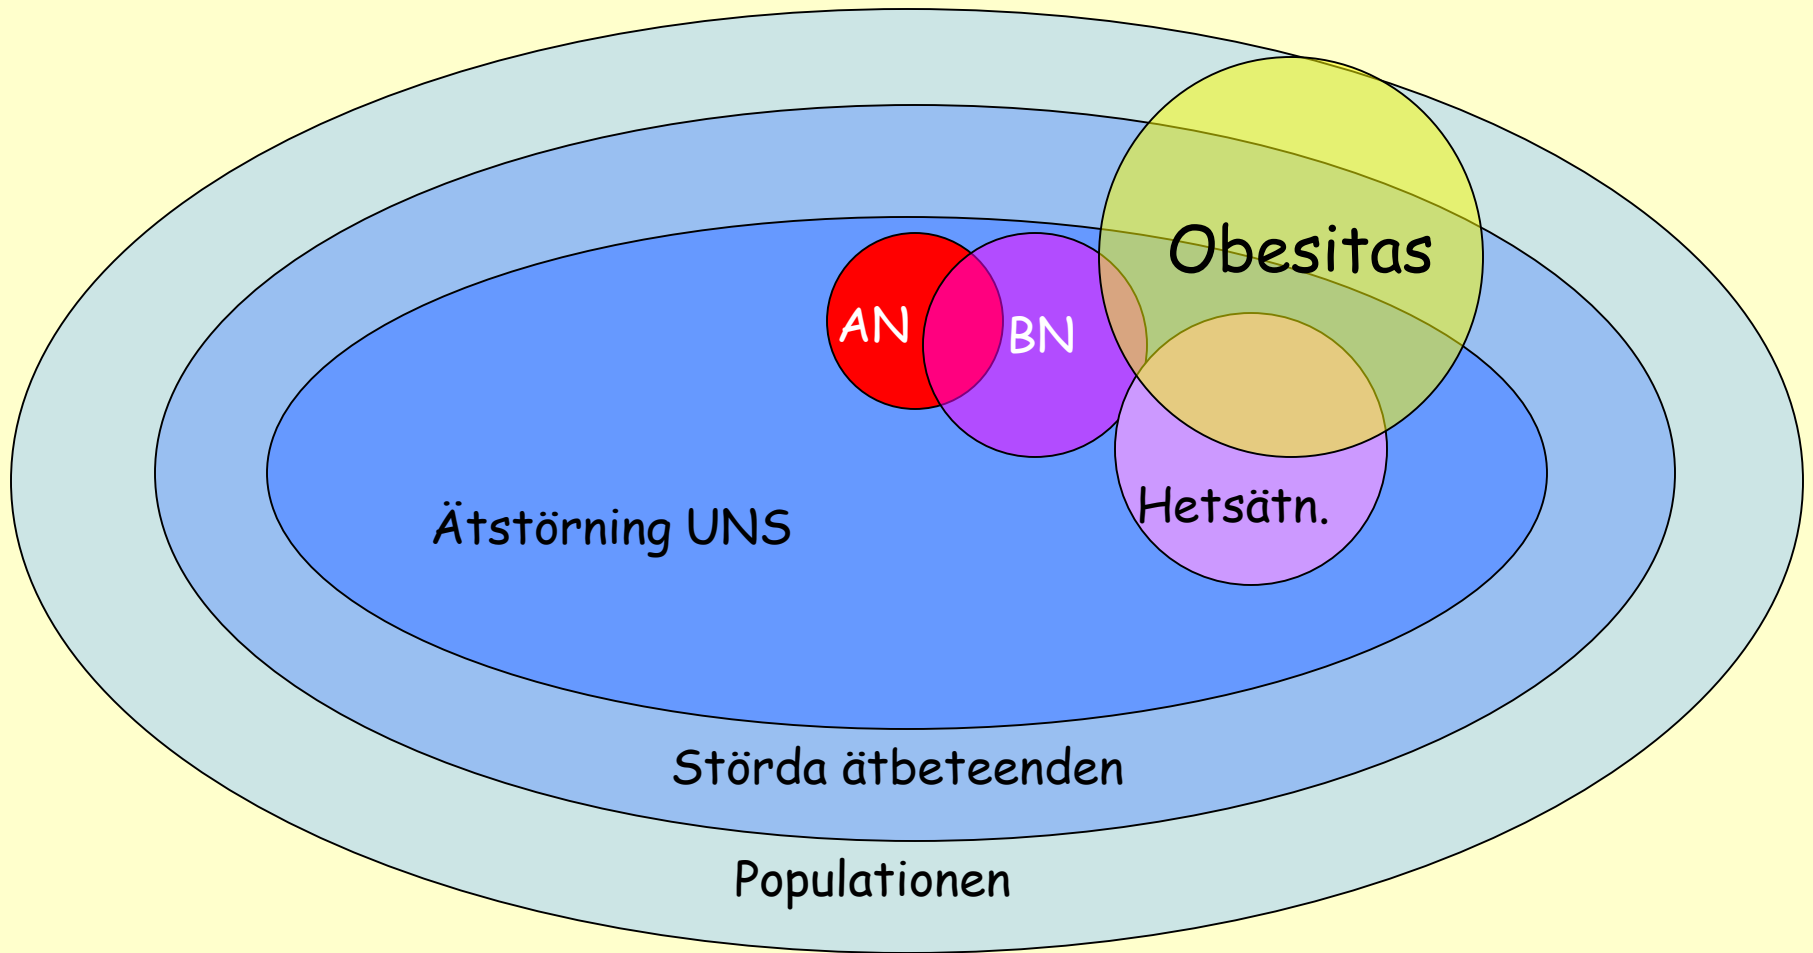 Obesitas
AN
BN
Hetsätn.
Ätstörning UNS
Störda ätbeteenden
Populationen